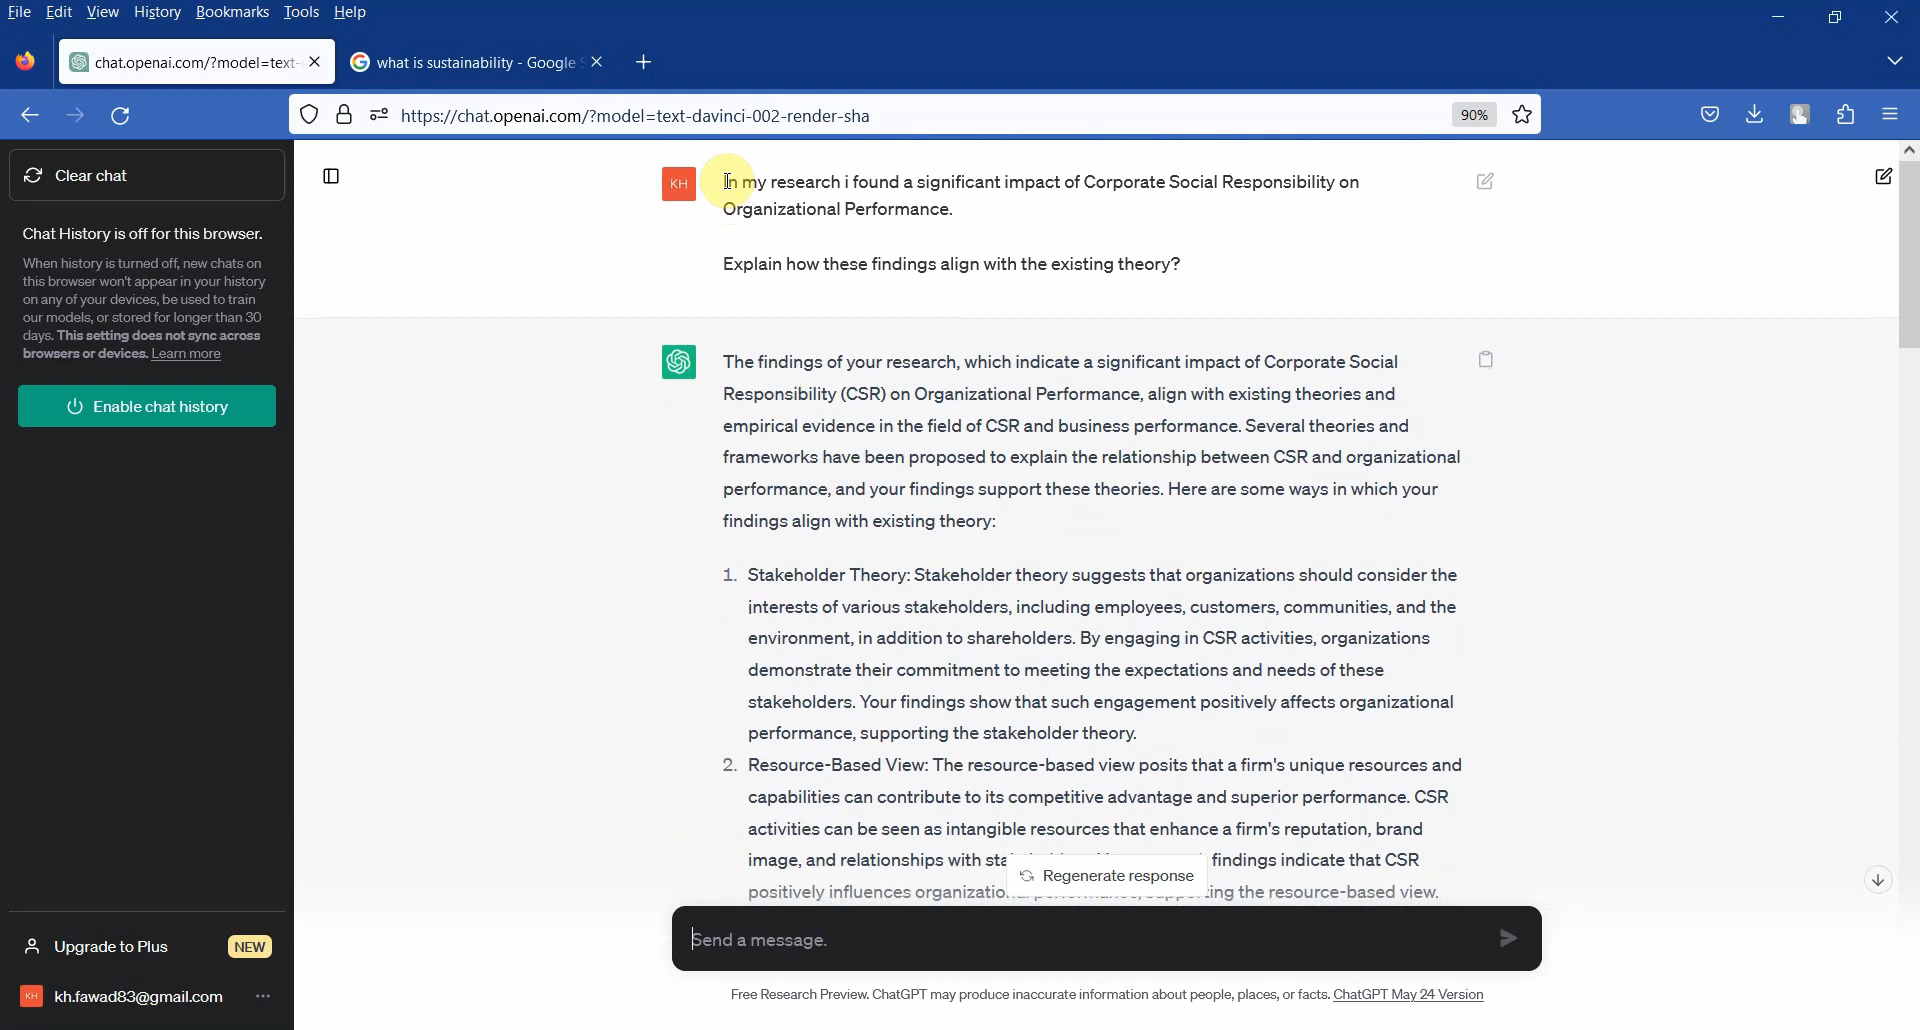 File Edit View History Bookmarks Tools Help
chat.openai.com/?model=text-
what is sustainability - Google S
https://chat.openai.com/?model=text-davinci-002-render-sha
90%
Clear chat
Chat History is off for this browser.
When history is turned off, new chats on
this browser won't appear in your history
on any of your devices, be used to train
our models, or stored for longer than 30
days. This setting does not sync across
browsers or devices. Learn more
Enable chat history
Upgrade to Plus NEW
KH kh.fawad83@gmail.com
KH
In my research i found a significant impact of Corporate Social Responsibility on
Organizational Performance.
Explain how these findings align with the existing theory?
The findings of your research, which indicate a significant impact of Corporate Social
Responsibility (CSR) on Organizational Performance, align with existing theories and
empirical evidence in the field of CSR and business performance. Several theories and
frameworks have been proposed to explain the relationship between CSR and organizational
performance, and your findings support these theories. Here are some ways in which your
findings align with existing theory:
1. Stakeholder Theory: Stakeholder theory suggests that organizations should consider the
interests of various stakeholders, including employees, customers, communities, and the
environment, in addition to shareholders. By engaging in CSR activities, organizations
demonstrate their commitment to meeting the expectations and needs of these
stakeholders. Your findings show that such engagement positively affects organizational
performance, supporting the stakeholder theory.
2. Resource-Based View: The resource-based view posits that a firm's unique resources and
capabilities can contribute to its competitive advantage and superior performance. CSR
activities can be seen as intangible resources that enhance a firm's reputation, brand
image, and relationships with findings indicate that CSR
positively influences the resource-based view.
Regenerate response
Send a message.
Free Research Preview. ChatGPT may produce inaccurate information about people, places, or facts. ChatGPT May 24 Version